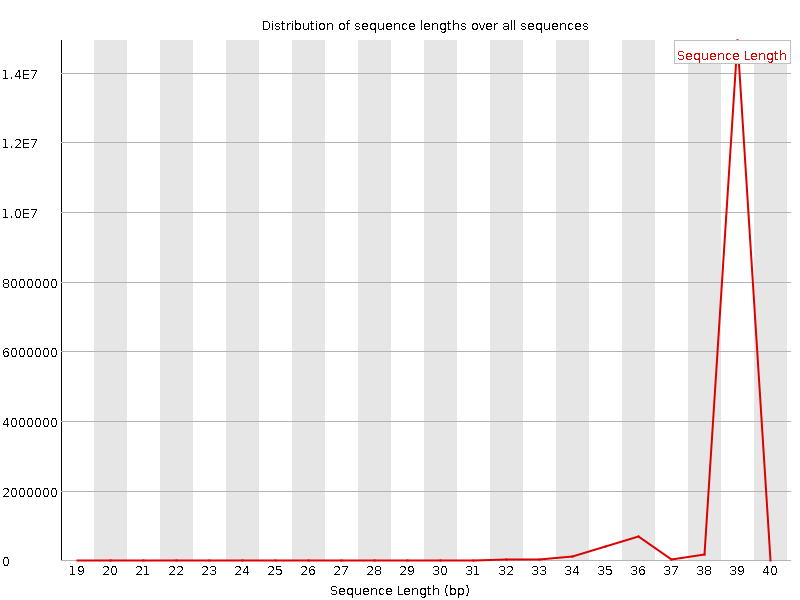 Distribution of sequence lengths over all sequences
Sequence Length
1.4E7
1.2E7
1.0E7
8000000
6000000
4000000
2000000
0
19 20 21 22 23 24 25 26 27 28 29 30 31 32 33 34 35 36 37 38 39 40
Sequence Length (bp)